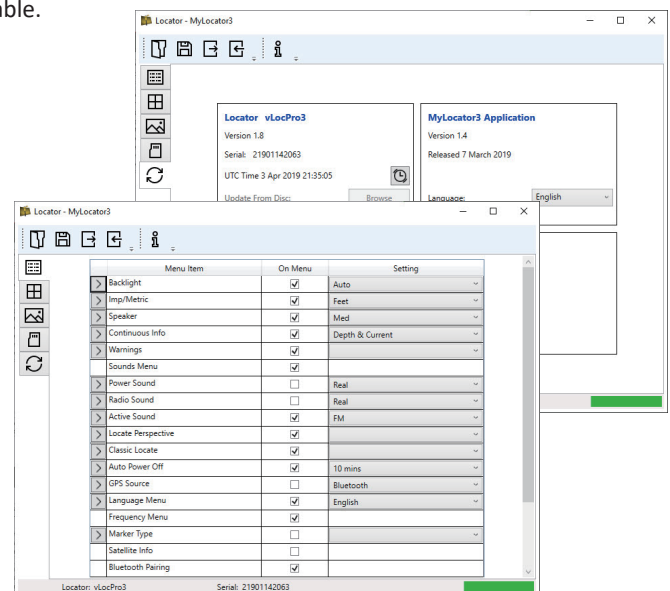 Locator - MyLocator3
Locator vLocPro3
Version 1.8
Serial: 21901142063
UTC Time 3 Apr 2019 21:35:05
Update From Disc: Browse
MyLocator3 Application
Version 1.4
Released 7 March 2019
Language: English
Locator - MyLocator3
Menu Item On Menu Setting
Backlight Auto
Imp/Metric Feet
Speaker Med
Continuous Info Depth & Current
Warnings
Sounds Menu
Power Sound Real
Radio Sound Real
Active Sound FM
Locate Perspective
Classic Locate
Auto Power Off 10 mins
GPS Source Bluetooth
Language Menu English
Frequency Menu
Marker Type
Satellite Info
Bluetooth Pairing
Locator: vLocPro3 Serial: 21901142063